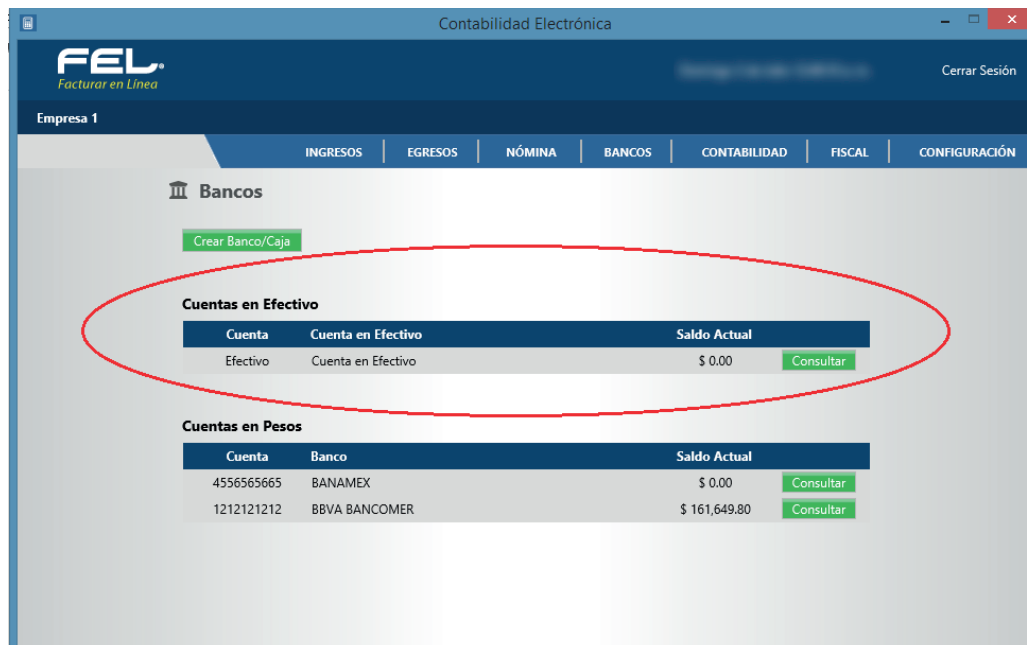 Contabilidad Electrónica
FEL.
Facturar en Línea
Cerrar Sesión
Empresa 1
INGRESOS EGRESOS NÓMINA BANCOS CONTABILIDAD FISCAL CONFIGURACIÓN
Bancos
Crear Banco/Caja
Cuentas en Efectivo
Cuenta Cuenta en Efectivo Saldo Actual
Efectivo Cuenta en Efectivo $ 0.00 Consultar
Cuentas en Pesos
Cuenta Banco Saldo Actual
4556565665 BANAMEX $ 0.00 Consultar
1212121212 BBVA BANCOMER $ 161,649.80 Consultar